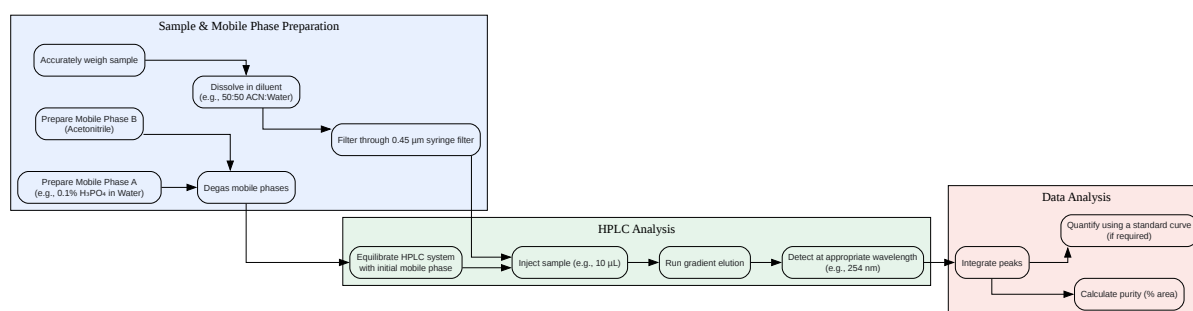 Sample & Mobile Phase Preparation
Accurately weigh sample
Dissolve in diluent
(e.g., 50:50 ACN:Water)
Prepare Mobile Phase B
(Acetonitrile)
Filter through 0.45 µm syringe filter
Prepare Mobile Phase A
(e.g., 0.1% H₃PO₄ in Water)
Degas mobile phases
HPLC Analysis
Equilibrate HPLC system
with initial mobile phase
Inject sample (e.g., 10 µL)
Run gradient elution
Detect at appropriate wavelength
(e.g., 254 nm)
Data Analysis
Integrate peaks
Quantify using a standard curve
(if required)
Calculate purity (% area)